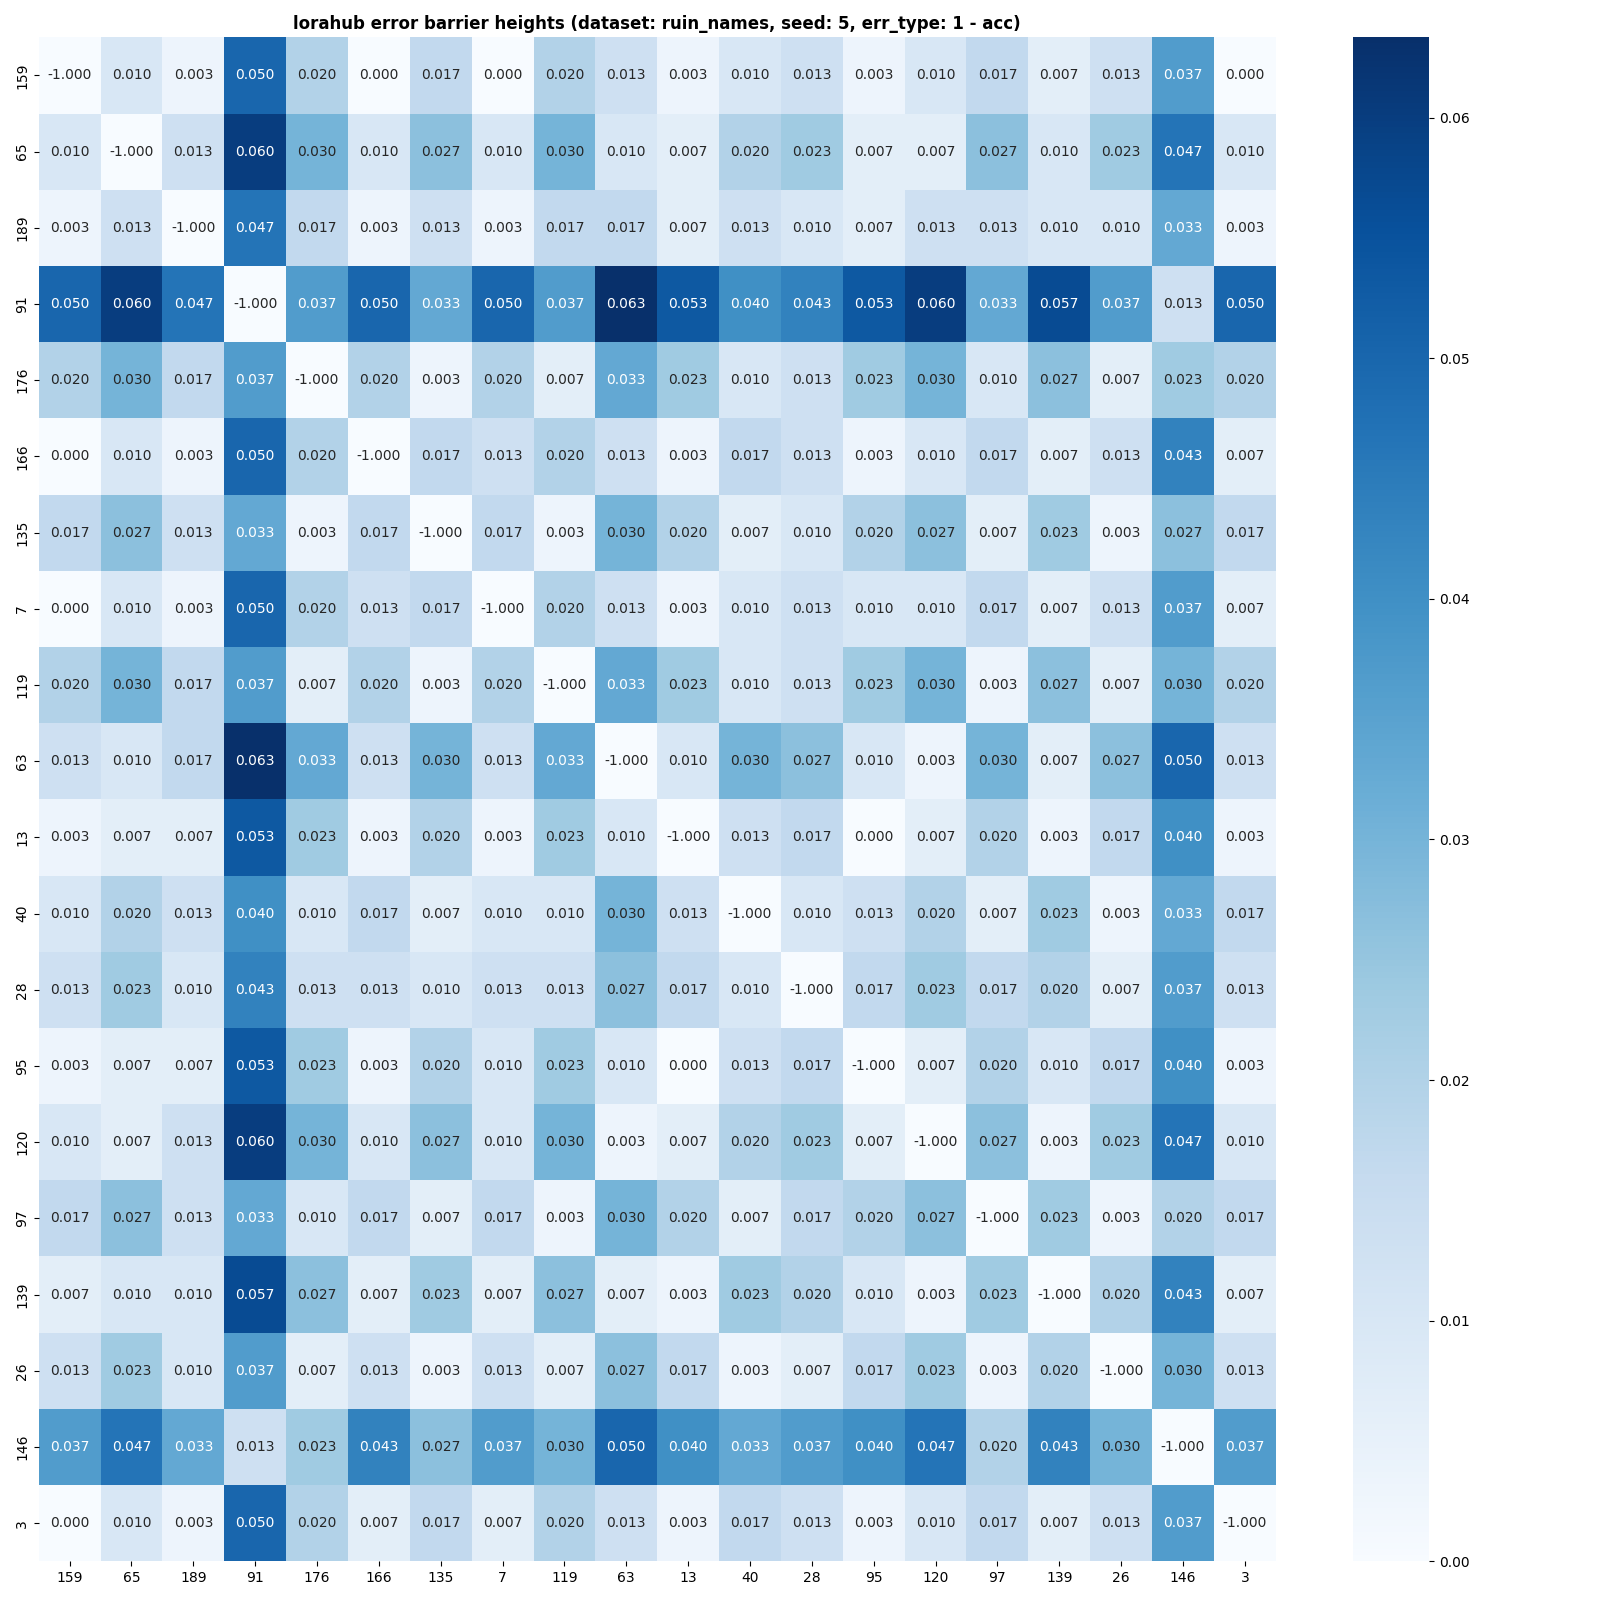 lorahub error barrier heights (dataset: ruin_names, seed: 5, err_type: 1 - acc)
159 -1.000 0.010 0.003 0.050 0.020 0.000 0.017 0.000 0.020 0.013 0.003 0.010 0.013 0.003 0.010 0.017 0.007 0.013 0.037 0.000
65 0.010 -1.000 0.013 0.060 0.030 0.010 0.027 0.010 0.030 0.010 0.007 0.020 0.023 0.007 0.007 0.027 0.010 0.023 0.047 0.010
189 0.003 0.013 -1.000 0.047 0.017 0.003 0.013 0.003 0.017 0.017 0.007 0.013 0.010 0.007 0.013 0.013 0.010 0.010 0.033 0.003
91 0.050 0.060 0.047 -1.000 0.037 0.050 0.033 0.050 0.037 0.063 0.053 0.040 0.043 0.053 0.060 0.033 0.057 0.037 0.013 0.050
176 0.020 0.030 0.017 0.037 -1.000 0.020 0.003 0.020 0.007 0.033 0.023 0.010 0.013 0.023 0.030 0.010 0.027 0.007 0.023 0.020
166 0.000 0.010 0.003 0.050 0.020 -1.000 0.017 0.013 0.020 0.013 0.003 0.017 0.013 0.003 0.010 0.017 0.007 0.013 0.043 0.007
135 0.017 0.027 0.013 0.033 0.003 0.017 -1.000 0.017 0.003 0.030 0.020 0.007 0.010 0.020 0.027 0.007 0.023 0.003 0.027 0.017
7 0.000 0.010 0.003 0.050 0.020 0.013 0.017 -1.000 0.020 0.013 0.003 0.010 0.013 0.010 0.010 0.017 0.007 0.013 0.037 0.007
119 0.020 0.030 0.017 0.037 0.007 0.020 0.003 0.020 -1.000 0.033 0.023 0.010 0.013 0.023 0.030 0.003 0.027 0.007 0.030 0.020
63 0.013 0.010 0.017 0.063 0.033 0.013 0.030 0.013 0.033 -1.000 0.010 0.030 0.027 0.010 0.003 0.030 0.007 0.027 0.050 0.013
13 0.003 0.007 0.007 0.053 0.023 0.003 0.020 0.003 0.023 0.010 -1.000 0.013 0.017 0.000 0.007 0.020 0.003 0.017 0.040 0.003
40 0.010 0.020 0.013 0.040 0.010 0.017 0.007 0.010 0.010 0.030 0.013 -1.000 0.010 0.013 0.020 0.007 0.023 0.003 0.033 0.017
28 0.013 0.023 0.010 0.043 0.013 0.013 0.010 0.013 0.013 0.027 0.017 0.010 -1.000 0.017 0.023 0.017 0.020 0.007 0.037 0.013
95 0.003 0.007 0.007 0.053 0.023 0.003 0.020 0.010 0.023 0.010 0.000 0.013 0.017 -1.000 0.007 0.020 0.010 0.017 0.040 0.003
120 0.010 0.007 0.013 0.060 0.030 0.010 0.027 0.010 0.030 0.003 0.007 0.020 0.023 0.007 -1.000 0.027 0.003 0.023 0.047 0.010
97 0.017 0.027 0.013 0.033 0.010 0.017 0.007 0.017 0.003 0.030 0.020 0.007 0.017 0.020 0.027 -1.000 0.023 0.003 0.020 0.017
139 0.007 0.010 0.010 0.057 0.027 0.007 0.023 0.007 0.027 0.007 0.003 0.023 0.020 0.010 0.003 0.023 -1.000 0.020 0.043 0.007
26 0.013 0.023 0.010 0.037 0.007 0.013 0.003 0.013 0.007 0.027 0.017 0.003 0.007 0.017 0.023 0.003 0.020 -1.000 0.030 0.013
146 0.037 0.047 0.033 0.013 0.023 0.043 0.027 0.037 0.030 0.050 0.040 0.033 0.037 0.040 0.047 0.020 0.043 0.030 -1.000 0.037
3 0.000 0.010 0.003 0.050 0.020 0.007 0.017 0.007 0.020 0.013 0.003 0.017 0.013 0.003 0.010 0.017 0.007 0.013 0.037 -1.000
159 65 189 91 176 166 135 7 119 63 13 40 28 95 120 97 139 26 146 3
0.06
0.05
0.04
0.03
0.02
0.01
0.00